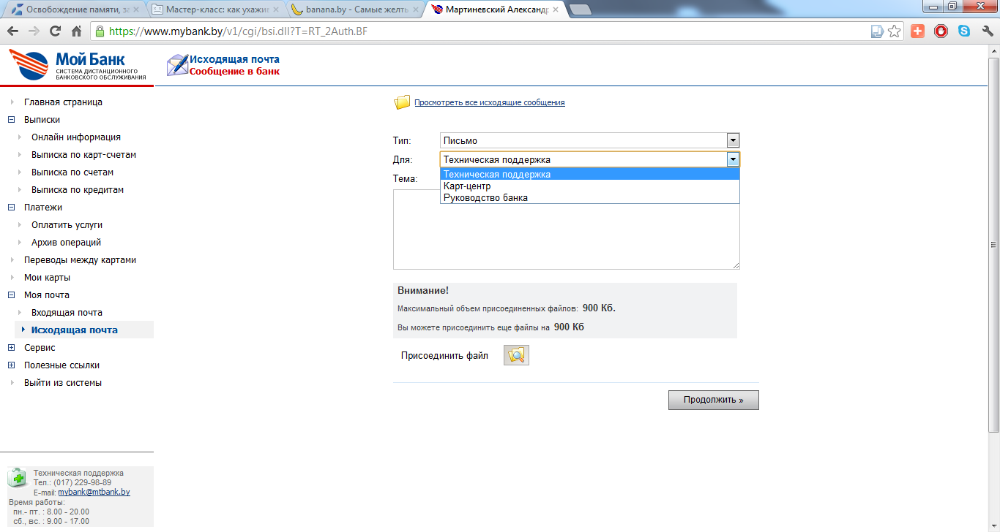 Освобождение памяти, за
Мастер-класс: как ухажив
banana.by - Самые желть
Мартиневский Александр
https://www.mybank.by/v1/cgi/bsi.dll?T=RT_2Auth.BF
Мой Банк
СИСТЕМА ДИСТАНЦИОННОГО
БАНКОВСКОГО ОБСЛУЖИВАНИЯ
Исходящая почта
Сообщение в банк
Главная страница
Выписки
Онлайн информация
Выписка по карт-счетам
Выписка по счетам
Выписка по кредитам
Платежи
Оплатить услуги
Архив операций
Переводы между картами
Мои карты
Моя почта
Входящая почта
Исходящая почта
Сервис
Полезные ссылки
Выйти из системы
Техническая поддержка
Тел.: (017) 229-98-89
E-mail: mybank@mtbank.by
Время работы:
пн.- пт. : 8.00 - 20.00
сб., вс. : 9.00 - 17.00
Просмотреть все исходящие сообщения
Тип: Письмо
Для: Техническая поддержка
Тема: Техническая поддержка
Карт-центр
Руководство банка
Внимание!
Максимальный объем присоединенных файлов: 900 Кб.
Вы можете присоединить еще файлы на 900 Кб
Присоединить файл
Продолжить »